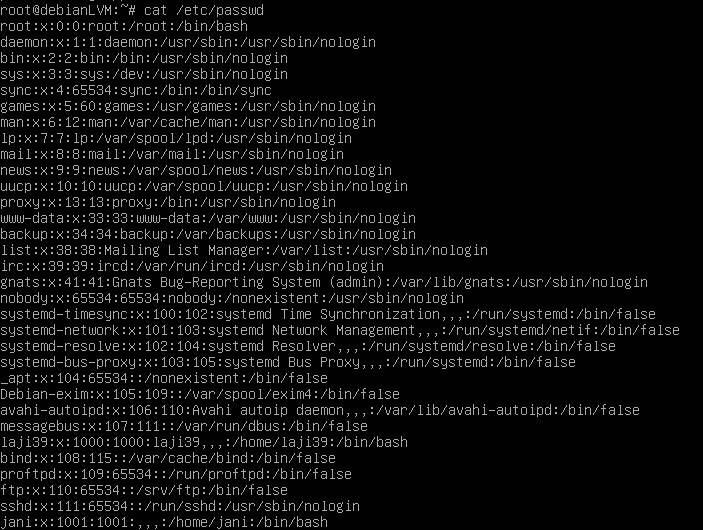 root@debianLVM:~# cat /etc/passwd
root:x:0:0:root:/root:/bin/bash
daemon:x:1:1:daemon:/usr/sbin:/usr/sbin/nologin
bin:x:2:2:bin:/bin:/usr/sbin/nologin
sys:x:3:3:sys:/dev:/usr/sbin/nologin
sync:x:4:65534:sync:/bin:/bin/sync
games:x:5:60:games:/usr/games:/usr/sbin/nologin
man:x:6:12:man:/var/cache/man:/usr/sbin/nologin
lp:x:7:7:lp:/var/spool/lpd:/usr/sbin/nologin
mail:x:8:8:mail:/var/mail:/usr/sbin/nologin
news:x:9:9:news:/var/spool/news:/usr/sbin/nologin
uucp:x:10:10:uucp:/var/spool/uucp:/usr/sbin/nologin
proxy:x:13:13:proxy:/bin:/usr/sbin/nologin
www-data:x:33:33:www-data:/var/www:/usr/sbin/nologin
backup:x:34:34:backup:/var/backups:/usr/sbin/nologin
list:x:38:38:Mailing List Manager:/var/list:/usr/sbin/nologin
irc:x:39:39:ircd:/var/run/ircd:/usr/sbin/nologin
gnats:x:41:41:Gnats Bug-Reporting System (admin):/var/lib/gnats:/usr/sbin/nologin
nobody:x:65534:65534:nobody:/nonexistent:/usr/sbin/nologin
systemd-timesync:x:100:102:systemd Time Synchronization,,,:/run/systemd:/bin/false
systemd-network:x:101:103:systemd Network Management,,,:/run/systemd/netif:/bin/false
systemd-resolve:x:102:104:systemd Resolver,,,:/run/systemd/resolve:/bin/false
systemd-bus-proxy:x:103:105:systemd Bus Proxy,,,:/run/systemd:/bin/false
_apt:x:104:65534::/nonexistent:/bin/false
Debian-exim:x:105:109::/var/spool/exim4:/bin/false
avahi-autoipd:x:106:110:Avahi autoip daemon,,,:/var/lib/avahi-autoipd:/bin/false
messagebus:x:107:111::/var/run/dbus:/bin/false
laji39:x:1000:1000:laji39,,,:/home/laji39:/bin/bash
bind:x:108:115::/var/cache/bind:/bin/false
proftpd:x:109:65534::/run/proftpd:/bin/false
ftp:x:110:65534::/srv/ftp:/bin/false
sshd:x:111:65534::/run/sshd:/usr/sbin/nologin
jani:x:1001:1001:,,,:/home/jani:/bin/bash